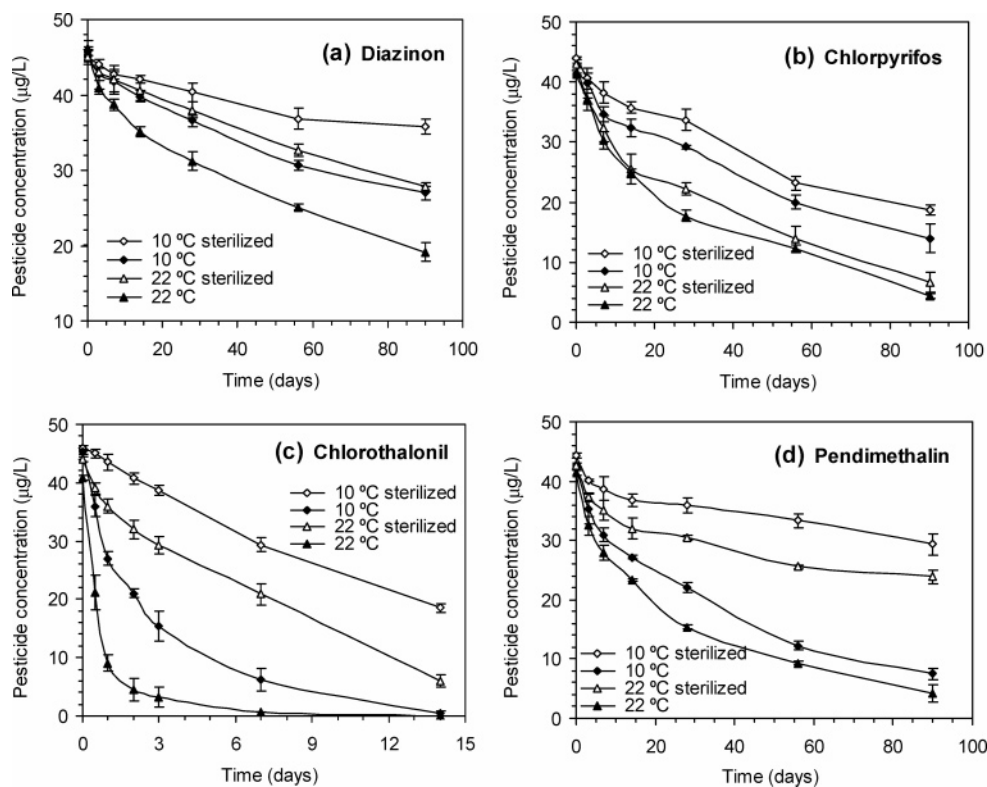 (a) Diazinon
Pesticide concentration (µg/L)
50
40
30
20
10
10 ºC sterilized
10 ºC
22 ºC sterilized
22 ºC
0 20 40 60 80 100
Time (days)
(b) Chlorpyrifos
Pesticide concentration (µg/L)
50
40
30
20
10
0
10 ºC sterilized
10 ºC
22 ºC sterilized
22 ºC
0 20 40 60 80 100
Time (days)
(c) Chlorothalonil
Pesticide concentration (µg/L)
50
40
30
20
10
0
10 ºC sterilized
10 ºC
22 ºC sterilized
22 ºC
0 3 6 9 12 15
Time (days)
(d) Pendimethalin
Pesticide concentration (µg/L)
50
40
30
20
10
0
10 ºC sterilized
10 ºC
22 ºC sterilized
22 ºC
0 20 40 60 80 100
Time (days)